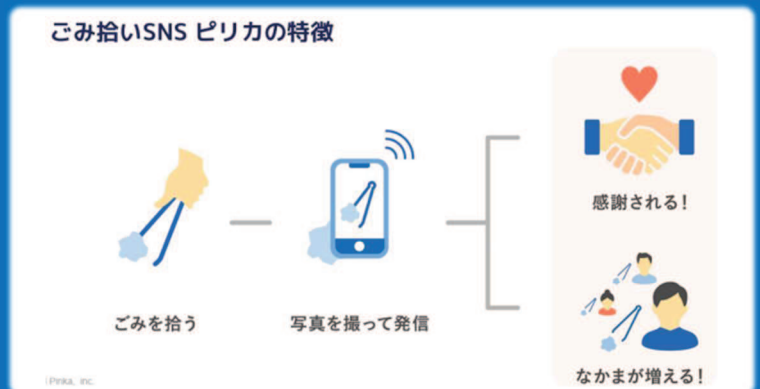 ごみ拾いSNS ピリカの特徴
感謝される!
ごみを拾う
写真を撮って発信
なかまが増える!
Pirika, Inc.